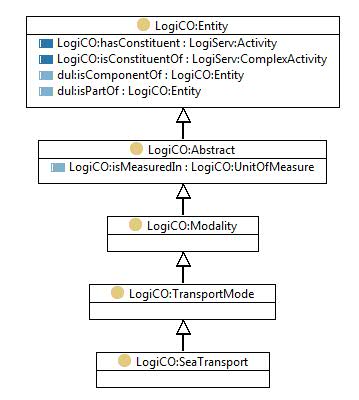 LogiCO:Entity
LogiCO:hasConstituent : LogiServ:Activity
LogiCO:isConstituentOf : LogiServ:ComplexActivity
dul:isComponentOf : LogiCO:Entity
dul:isPartOf : LogiCO:Entity
LogiCO:Abstract
LogiCO:isMeasuredIn : LogiCO:UnitOfMeasure
LogiCO:Modality
LogiCO:TransportMode
LogiCO:SeaTransport